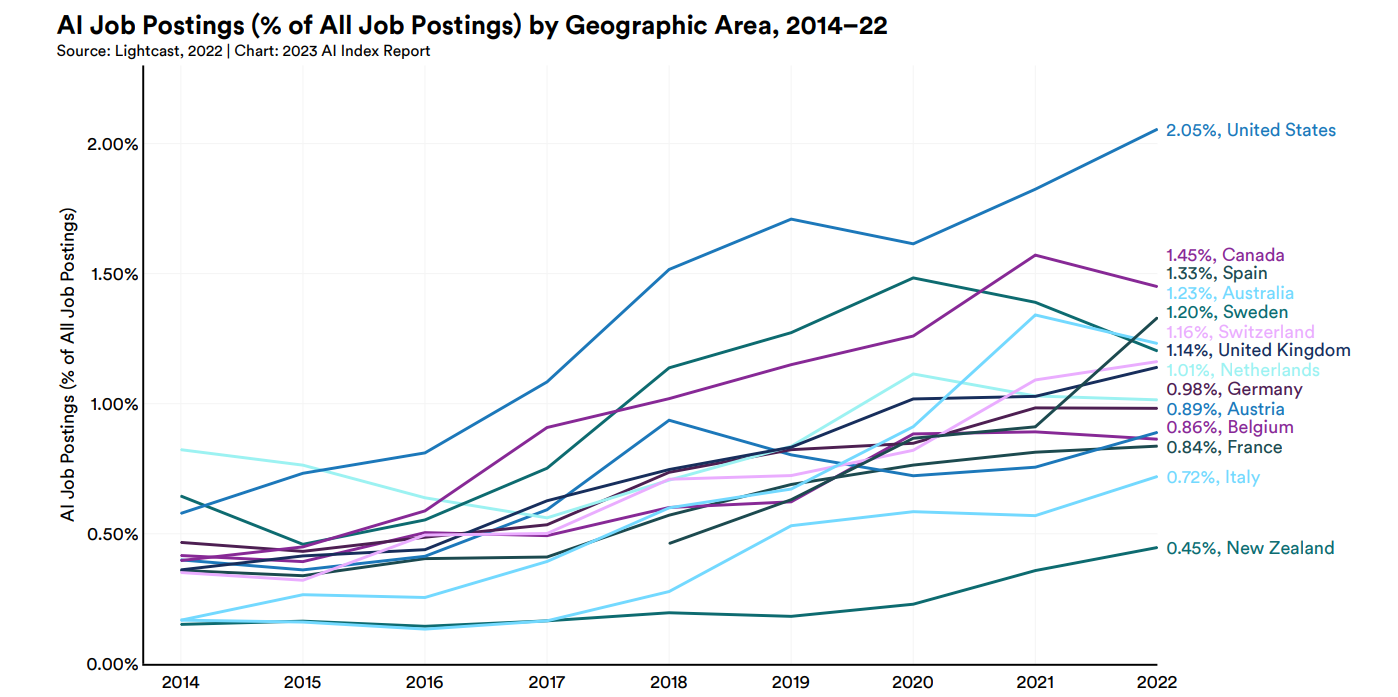 AI Job Postings (% of All Job Postings) by Geographic Area, 2014–22
Source: Lightcast, 2022 | Chart: 2023 AI Index Report
AI Job Postings (% of All Job Postings)
2.00%
1.50%
1.00%
0.50%
0.00%
2014
2015
2016
2017
2018
2019
2020
2021
2022
2.05%, United States
1.45%, Canada
1.33%, Spain
1.23%, Australia
1.20%, Sweden
1.16%, Switzerland
1.14%, United Kingdom
1.01%, Netherlands
0.98%, Germany
0.89%, Austria
0.86%, Belgium
0.84%, France
0.72%, Italy
0.45%, New Zealand